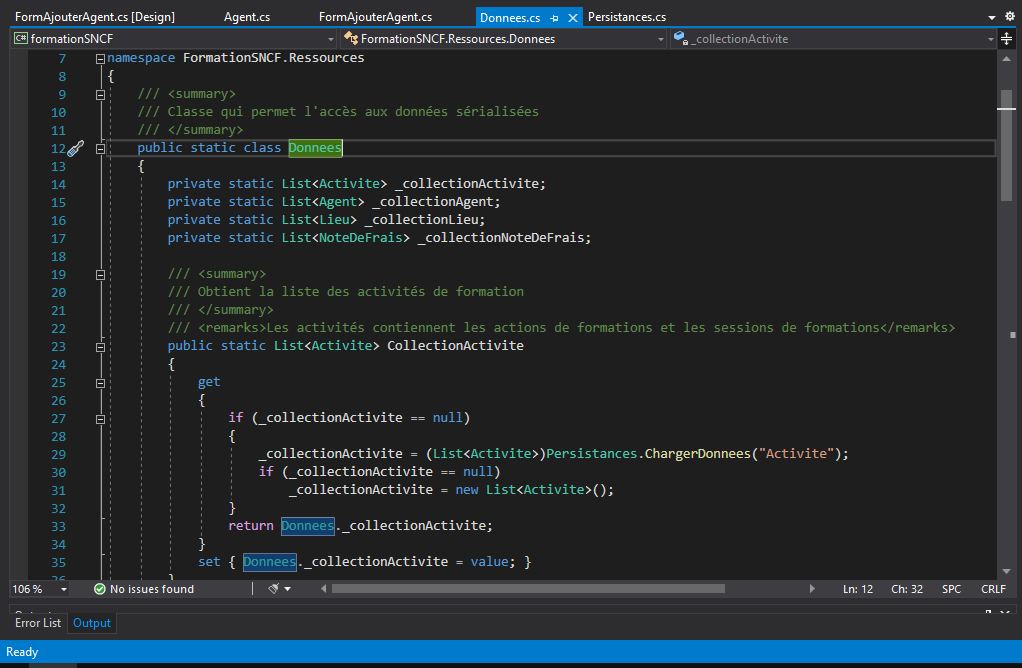 FormAjouterAgent.cs [Design] Agent.cs FormAjouterAgent.cs Donnees.cs Persistances.cs
C# formationSNCF FormationSNCF.Ressources.Donnees _collectionActivite
7 namespace FormationSNCF.Ressources
8 {
9 /// <summary>
10 /// Classe qui permet l'accès aux données sérialisées
11 /// </summary>
12 public static class Donnees
13 {
14 private static List<Activite> _collectionActivite;
15 private static List<Agent> _collectionAgent;
16 private static List<Lieu> _collectionLieu;
17 private static List<NoteDeFrais> _collectionNoteDeFrais;
18
19 /// <summary>
20 /// Obtient la liste des activités de formation
21 /// </summary>
22 /// <remarks>Les activités contiennent les actions de formations et les sessions de formations</remarks>
23 public static List<Activite> CollectionActivite
24 {
25 get
26 {
27 if (_collectionActivite == null)
28 {
29 _collectionActivite = (List<Activite>)Persistances.ChargerDonnees("Activite");
30 if (_collectionActivite == null)
31 _collectionActivite = new List<Activite>();
32 }
33 return Donnees._collectionActivite;
34 }
35 set { Donnees._collectionActivite = value; }
36 }
106 % No issues found Ln: 12 Ch: 32 SPC CRLF
Error List Output
Ready